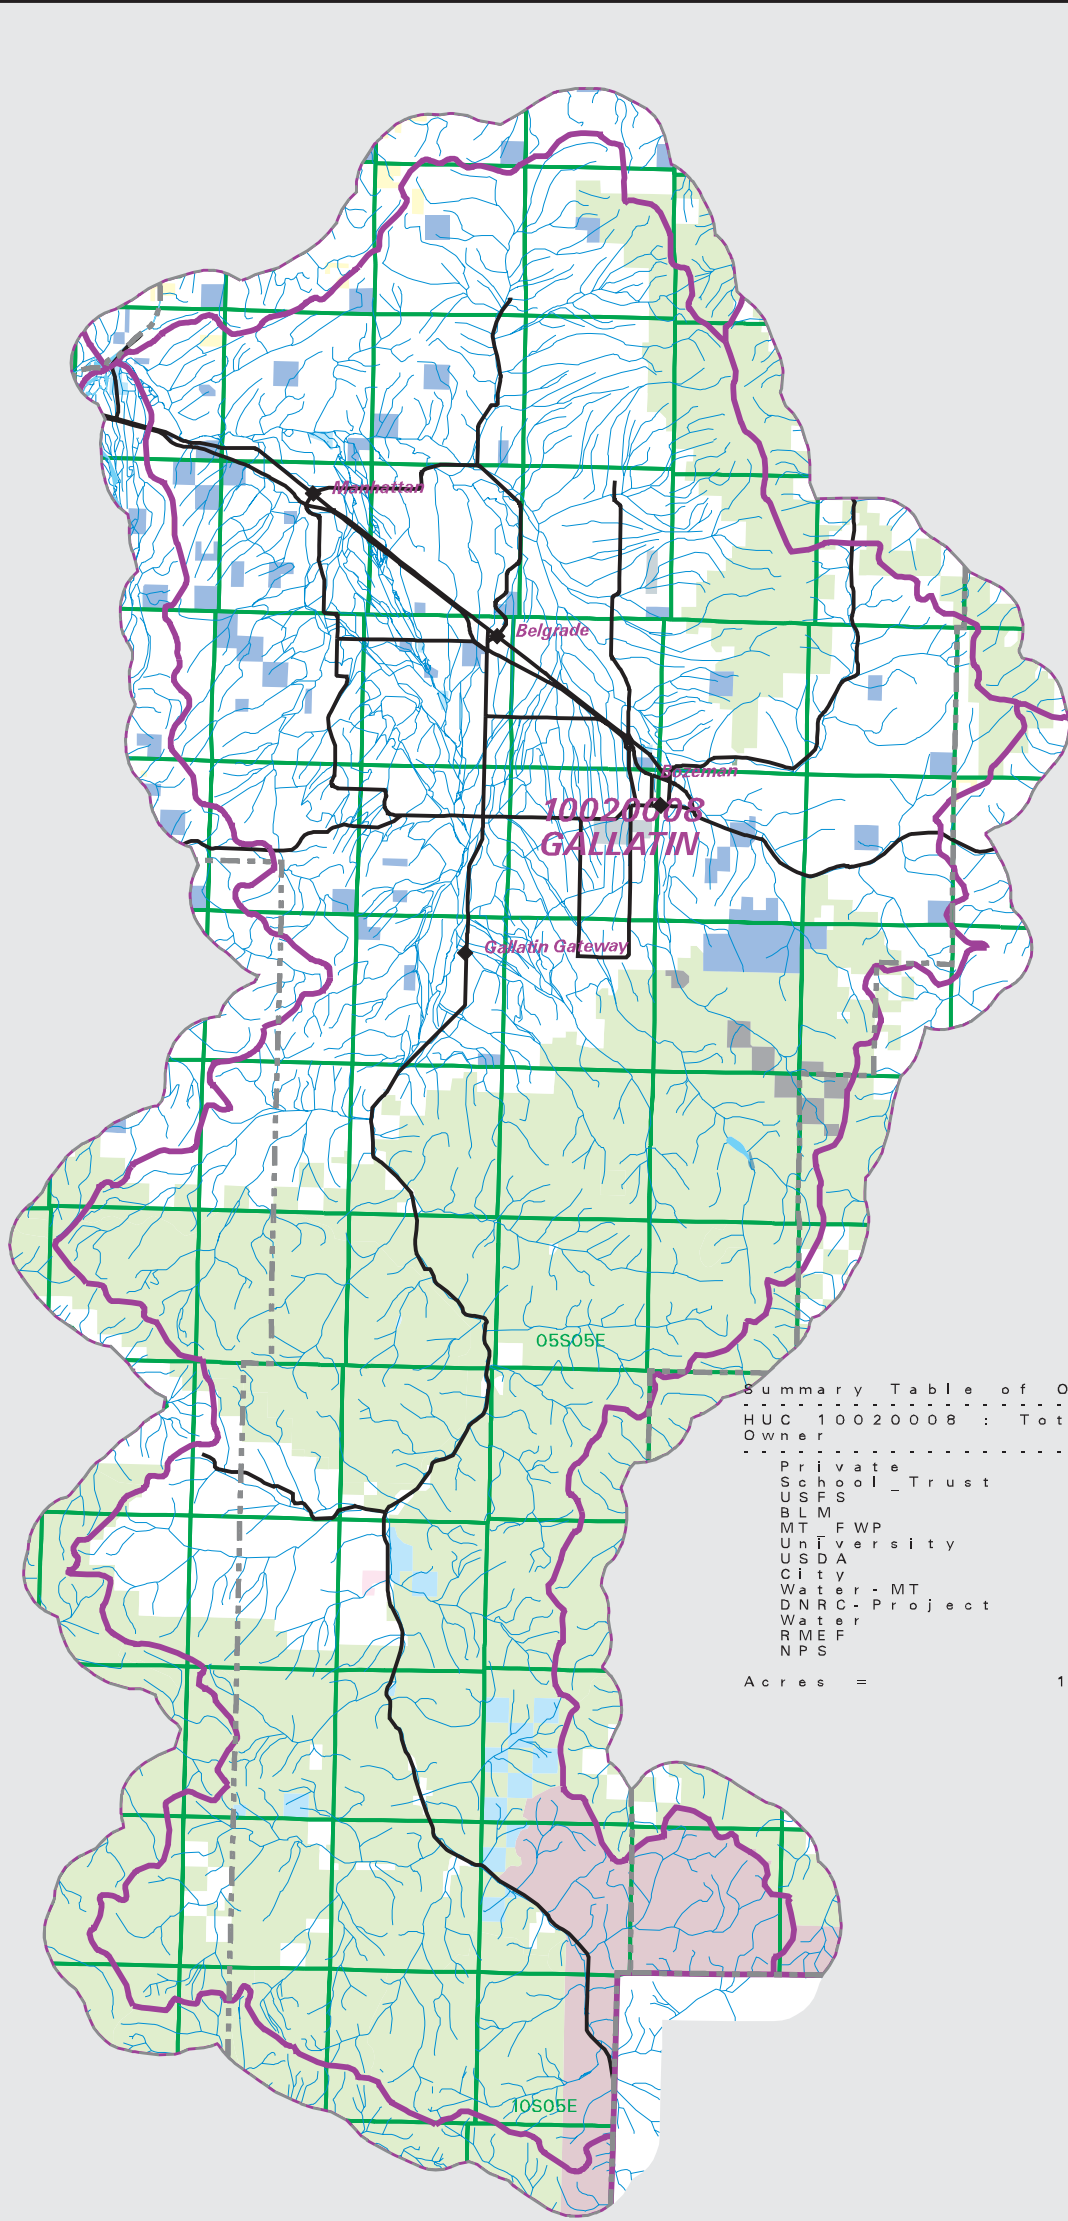 Manhattan
Belgrade
Bozeman
10020008
GALLATIN
Gallatin Gateway
05S05E
Summary Table of O
HUC 10020008 : Tot
Owner
Private
School_Trust
USFS
BLM
MT_FWP
University
USDA
City
Water-MT
DNRC-Project
Water
RMEF
NPS
Acres = 1
10S05E